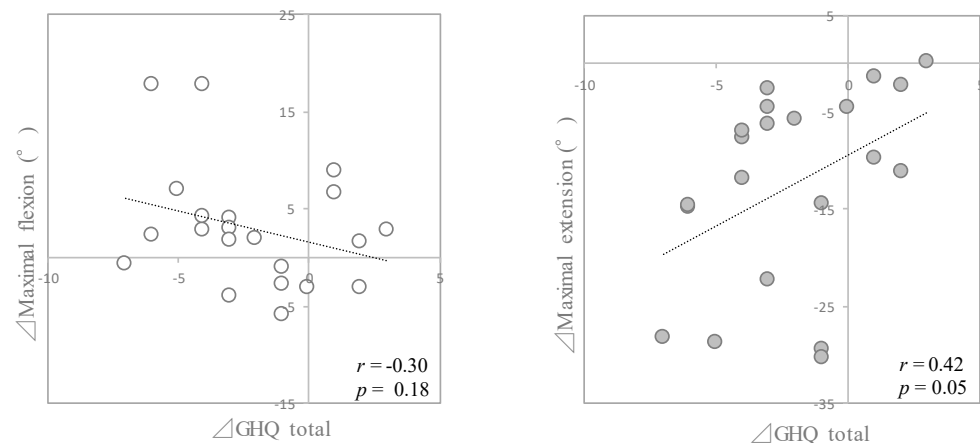 25
15
5
-10
-5
0
5
-5
-15
⊿Maximal flexion (°)
r = -0.30
p = 0.18
⊿GHQ total
5
-5
0
5
-5
-15
-25
-35
⊿Maximal extension (°)
r = 0.42
p = 0.05
⊿GHQ total